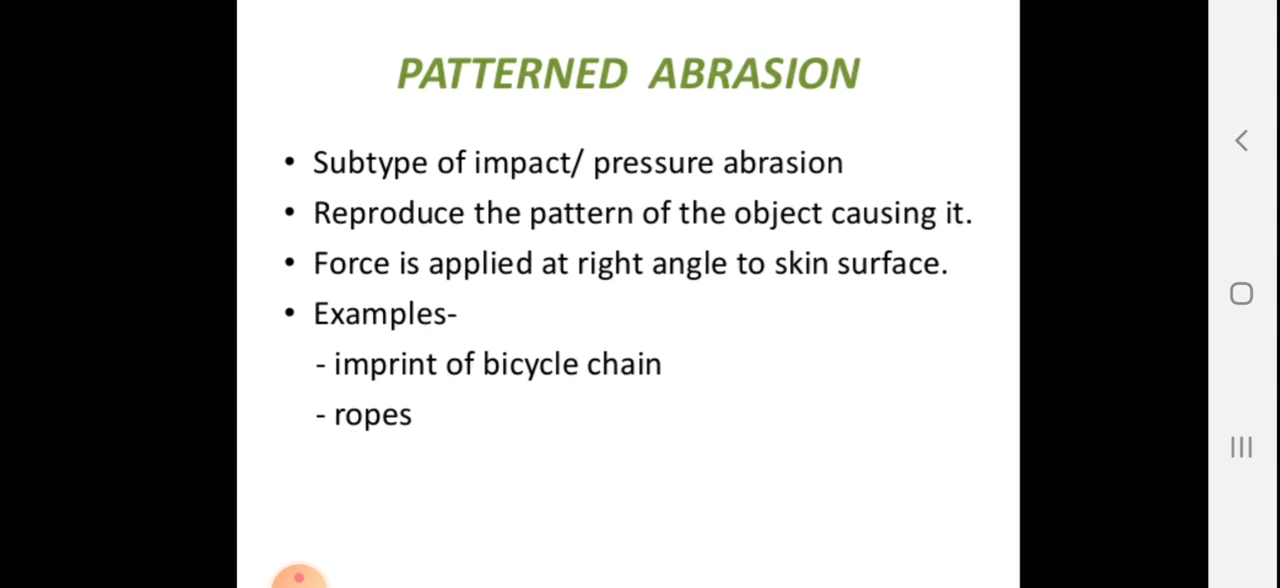 PATTERNED ABRASION
• Subtype of impact/ pressure abrasion
• Reproduce the pattern of the object causing it.
• Force is applied at right angle to skin surface.
• Examples-
- imprint of bicycle chain
- ropes